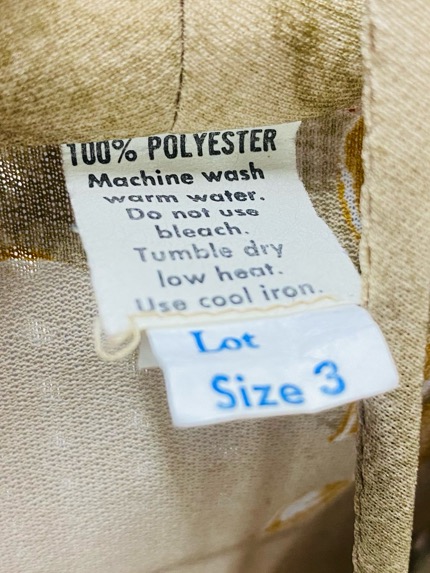 100% POLYESTER
Machine wash
warm water.
Do not use
bleach.
Tumble dry
low heat.
Use cool iron.
Lot
Size 3